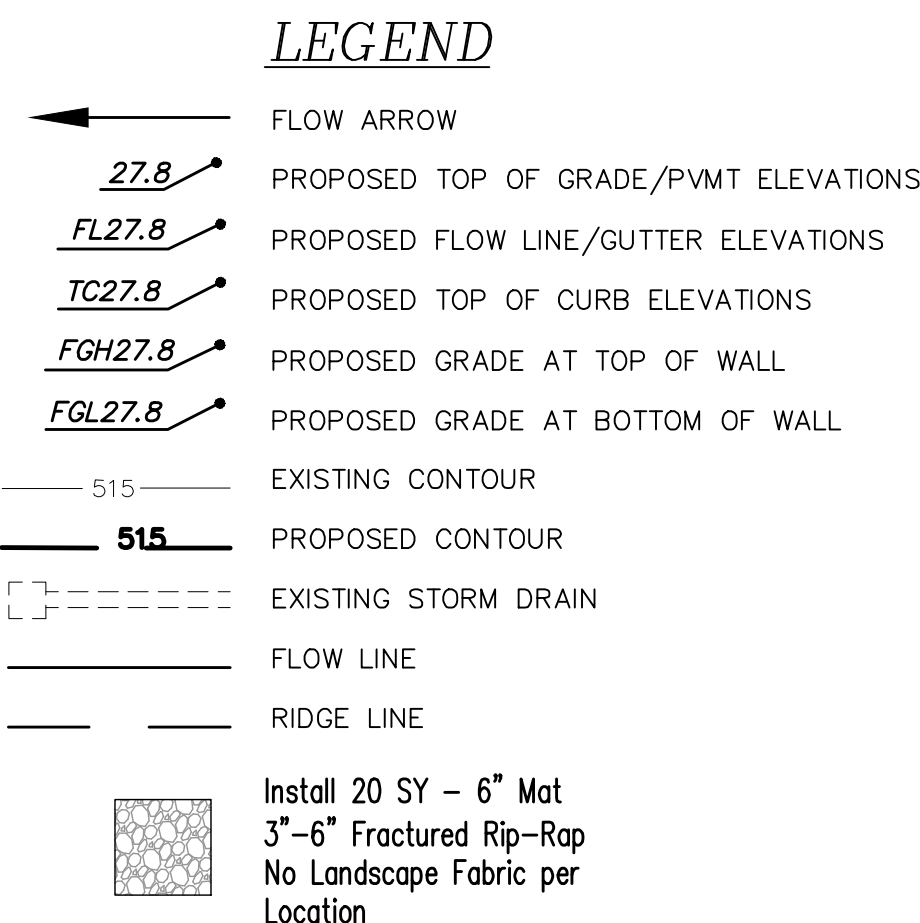 LEGEND
FLOW ARROW
27.8 PROPOSED TOP OF GRADE/PVMT ELEVATIONS
FL27.8 PROPOSED FLOW LINE/GUTTER ELEVATIONS
TC27.8 PROPOSED TOP OF CURB ELEVATIONS
FGH27.8 PROPOSED GRADE AT TOP OF WALL
FGL27.8 PROPOSED GRADE AT BOTTOM OF WALL
515 EXISTING CONTOUR
515 PROPOSED CONTOUR
EXISTING STORM DRAIN
FLOW LINE
RIDGE LINE
Install 20 SY - 6" Mat
3"-6" Fractured Rip-Rap
No Landscape Fabric per
Location